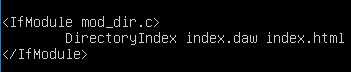 <IfModule mod_dir.c>
DirectoryIndex index.daw index.html
</IfModule>